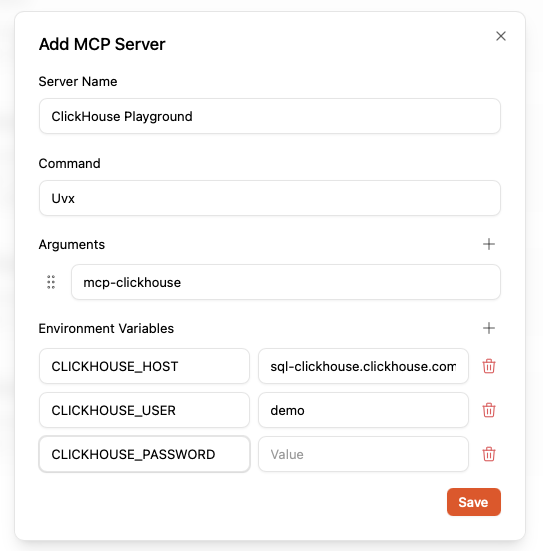 Add MCP Server
Server Name
ClickHouse Playground
Command
Uvx
Arguments
mcp-clickhouse
Environment Variables
CLICKHOUSE_HOST sql-clickhouse.clickhouse.com
CLICKHOUSE_USER demo
CLICKHOUSE_PASSWORD Value
Save